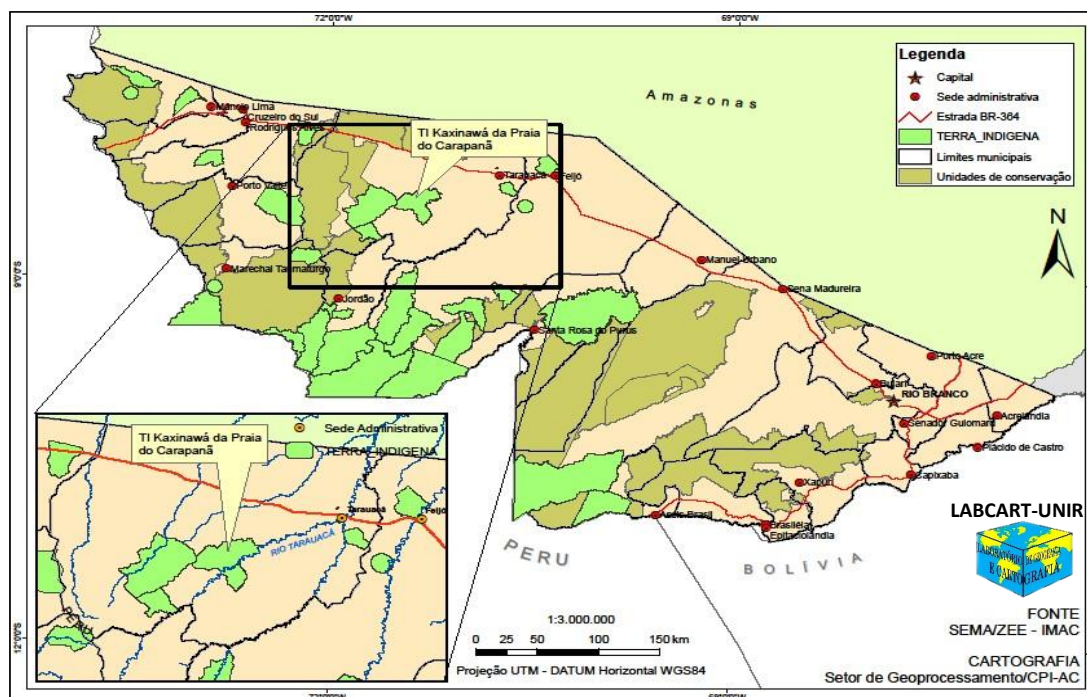 72°0'0"W
69°0'0"W
Legenda
Capital
Sede administrativa
Estrada BR-364
TERRA_INDIGENA
Limites municipais
Unidades de conservação
Amazonas
N
Mâncio Lima
Cruzeiro do Sul
Rodrigues Alves
TI Kaxinawá da Praia
do Carapanã
Tarauacá
Feijó
Porto Walter
9°0'0"S
Marechal Taumaturgo
Jordão
Manuel Urbano
Sena Madureira
Santa Rosa do Purus
Porto Acre
Bujari
RIO BRANCO
Acrelândia
Senador Guiomard
Plácido de Castro
Capixaba
Xapuri
Assis Brasil
Brasiléia
Epitaciolândia
PERU
BOLÍVIA
TI Kaxinawá da Praia
do Carapanã
Sede Administrativa
TERRA_INDIGENA
Tarauacá
Feijó
RIO TARAUACÁ
PERU
12°0'0"S
1:3.000.000
0 25 50 100 150 km
Projeção UTM - DATUM Horizontal WGS84
LABCART-UNIR
E CARTOGRAFIA
FONTE
SEMA/ZEE - IMAC
CARTOGRAFIA
Setor de Geoprocessamento/CPI-AC